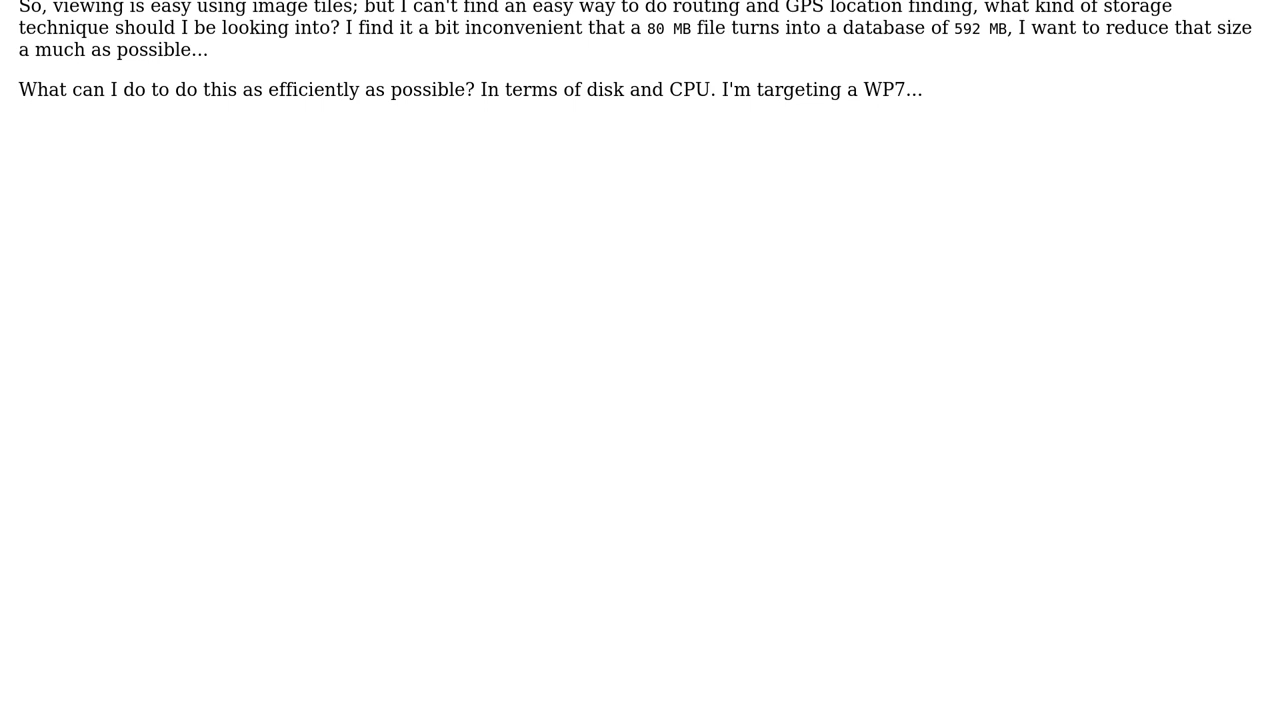 So, viewing is easy using image tiles; but I can't find an easy way to do routing and GPS location finding, what kind of storage
technique should I be looking into? I find it a bit inconvenient that a 80 MB file turns into a database of 592 MB, I want to reduce that size
a much as possible...
What can I do to do this as efficiently as possible? In terms of disk and CPU. I'm targeting a WP7...